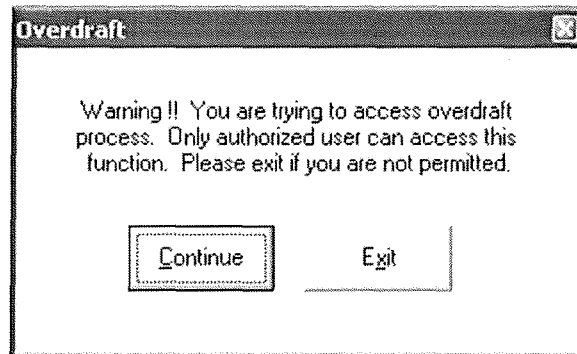 Overdraft
Warning !! You are trying to access overdraft
process. Only authorized user can access this
function. Please exit if you are not permitted.
Continue Exit